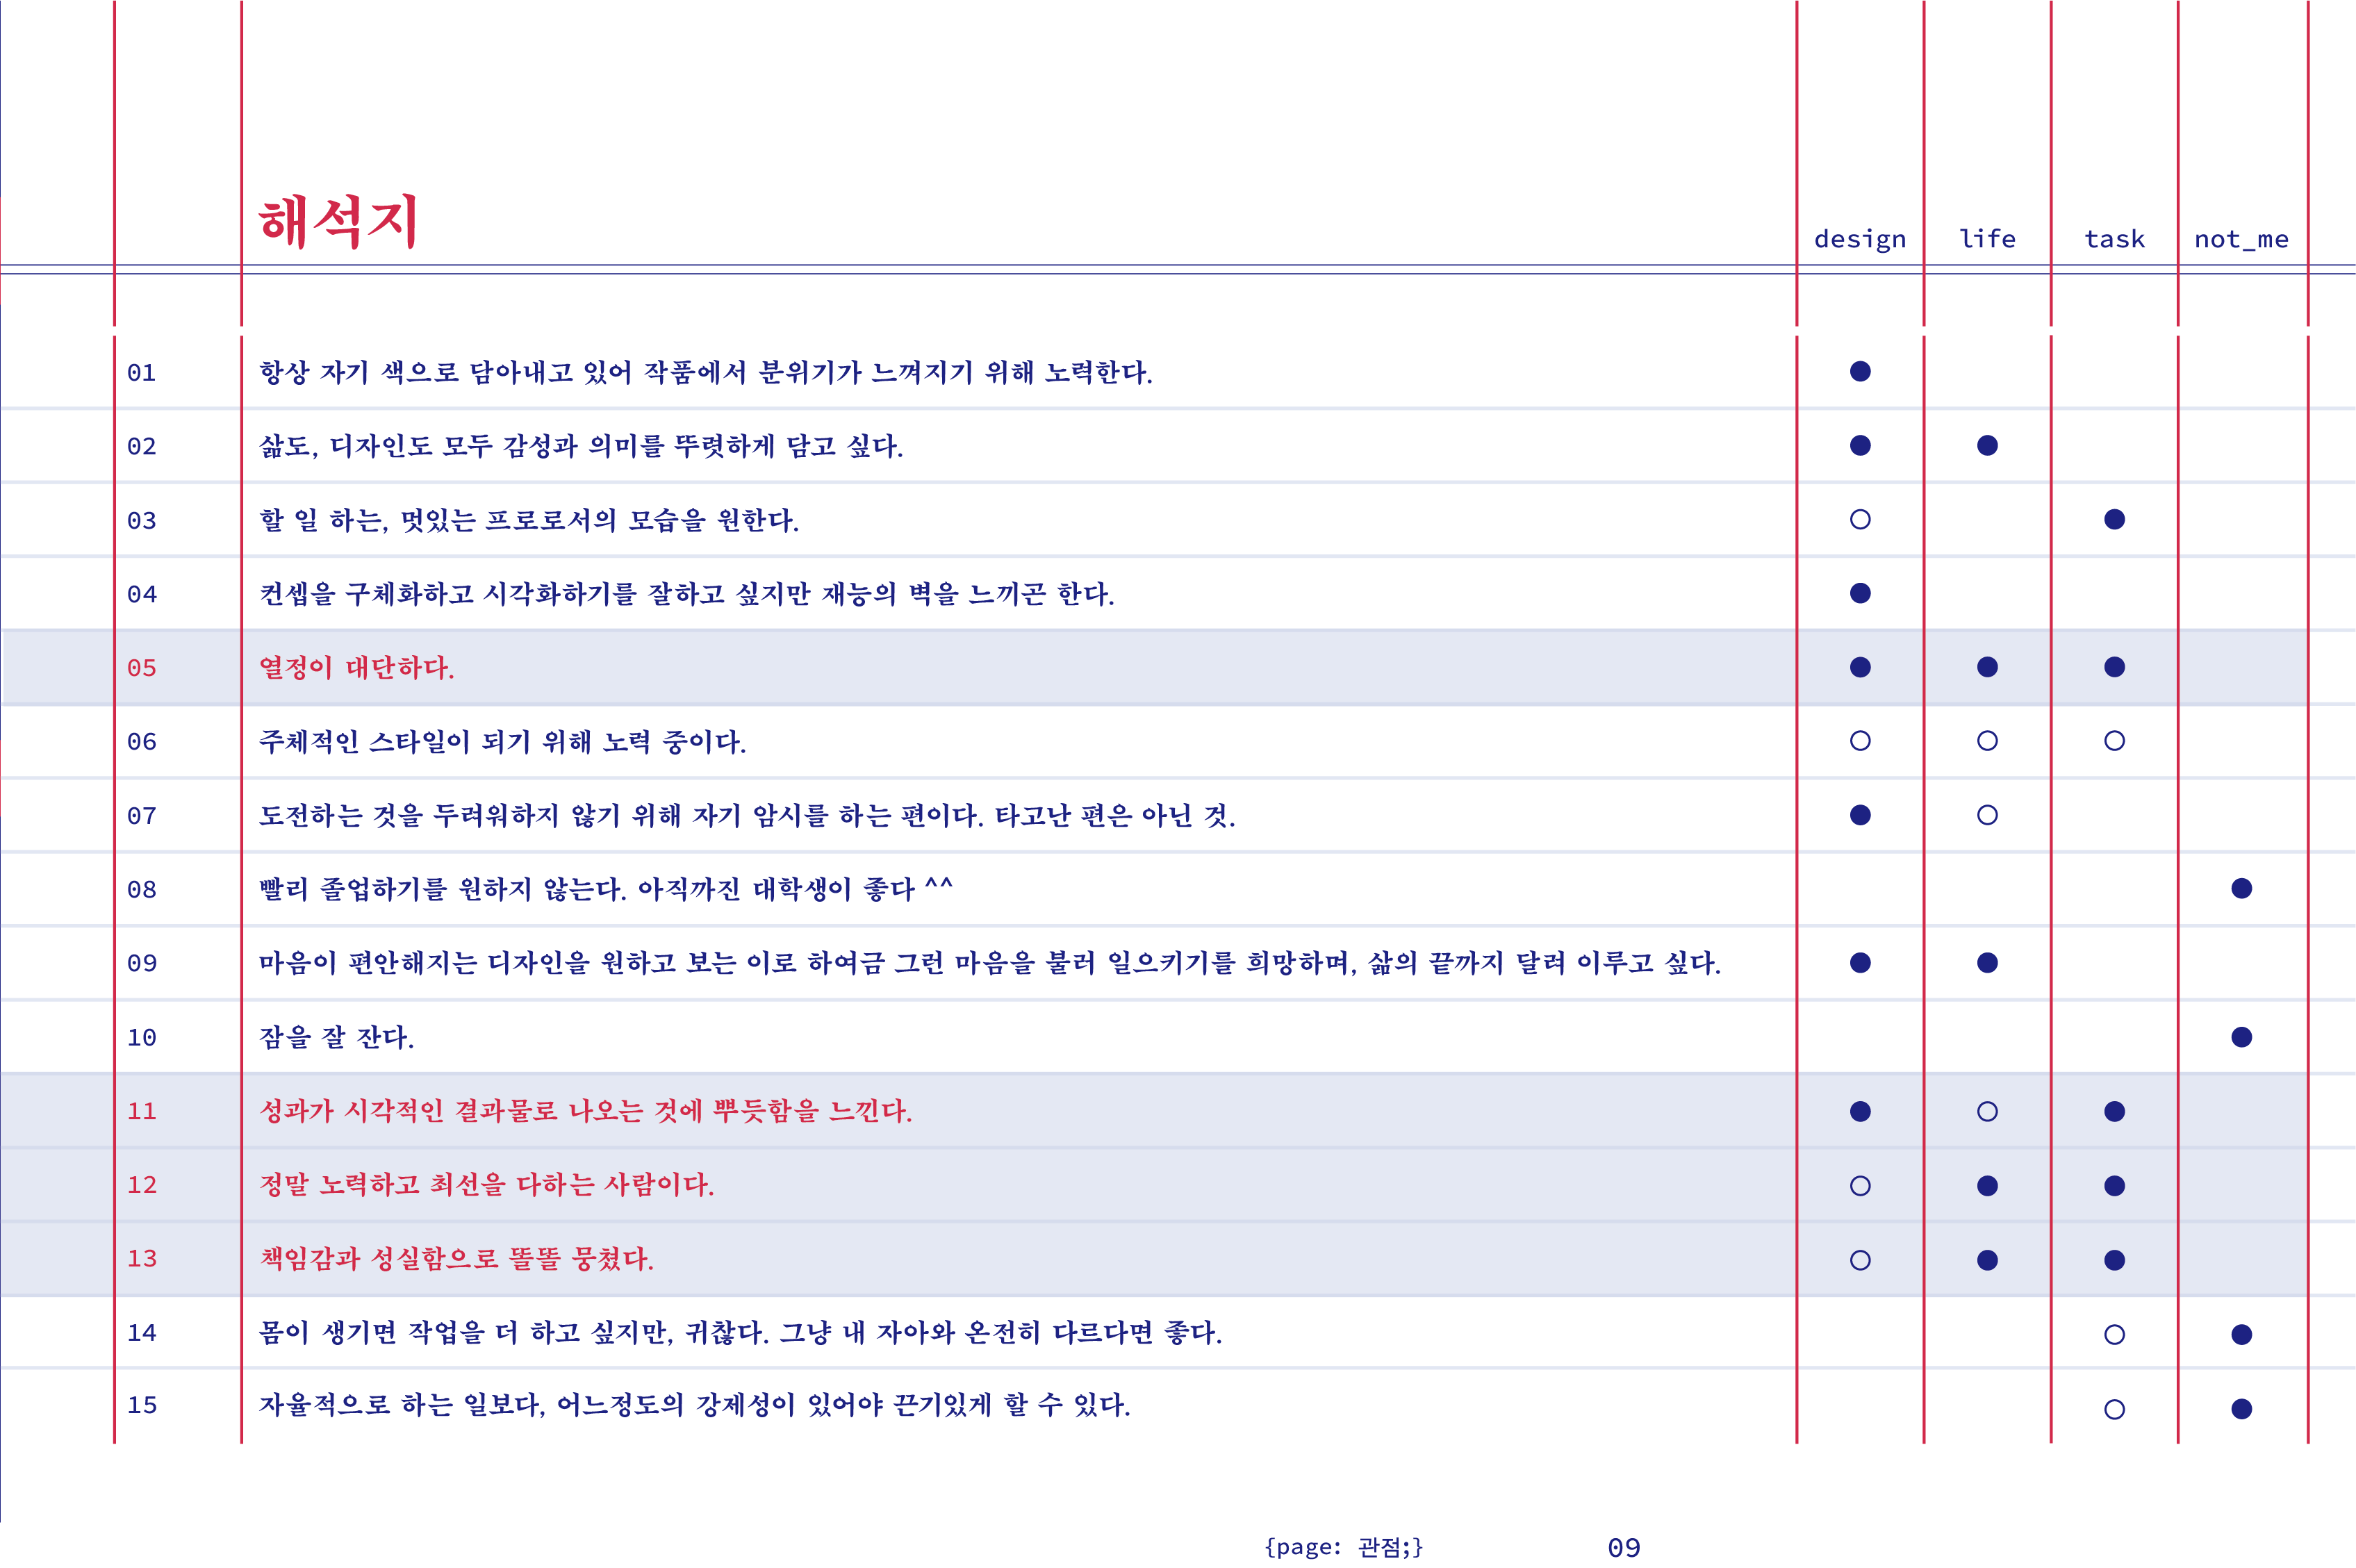 해석지 design life task not_me
01 항상 자기 색으로 담아내고 있어 작품에서 분위기가 느껴지기 위해 노력한다.
02 삶도, 디자인도 모두 감성과 의미를 뚜렷하게 담고 싶다.
03 할 일 하는, 멋있는 프로로서의 모습을 원한다.
04 컨셉을 구체화하고 시각화하기를 잘하고 싶지만 재능의 벽을 느끼곤 한다.
05 열정이 대단하다.
06 주체적인 스타일이 되기 위해 노력 중이다.
07 도전하는 것을 두려워하지 않기 위해 자기 암시를 하는 편이다. 타고난 편은 아닌 것.
08 빨리 졸업하기를 원하지 않는다. 아직까진 대학생이 좋다 ^^
09 마음이 편안해지는 디자인을 원하고 보는 이로 하여금 그런 마음을 불러 일으키기를 희망하며, 삶의 끝까지 달려 이루고 싶다.
10 잠을 잘 잔다.
11 성과가 시각적인 결과물로 나오는 것에 뿌듯함을 느낀다.
12 정말 노력하고 최선을 다하는 사람이다.
13 책임감과 성실함으로 똘똘 뭉쳤다.
14 몸이 생기면 작업을 더 하고 싶지만, 귀찮다. 그냥 내 자아와 온전히 다르다면 좋다.
15 자율적으로 하는 일보다, 어느정도의 강제성이 있어야 끈기있게 할 수 있다.
{page: 관점;} 09